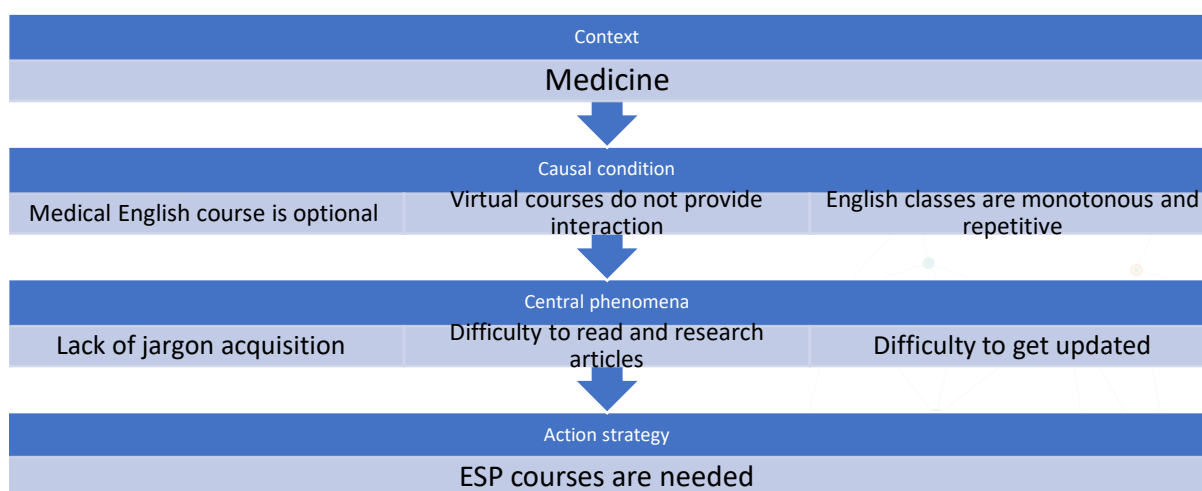 Context
Medicine
Causal condition
Medical English course is optional
Virtual courses do not provide
interaction
English classes are monotonous and
repetitive
Central phenomena
Lack of jargon acquisition
Difficulty to read and research
articles
Difficulty to get updated
Action strategy
ESP courses are needed